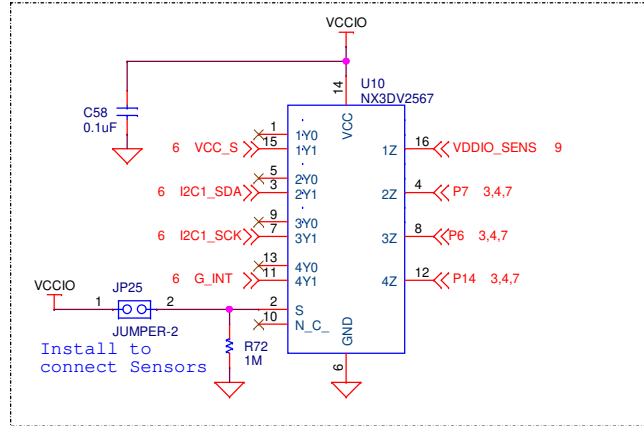 VCCIO
U10
NX3DV2567
14
VCC
C58
0.1uF
1 1Y0
6 VCC_S 15 1Y1 1Z 16 VDDIO_SENS 9
5 2Y0
6 I2C1_SDA 3 2Y1 2Z 4 P7 3,4,7
9 3Y0
6 I2C1_SCK 7 3Y1 3Z 8 P6 3,4,7
13 4Y0
6 G_INT 11 4Y1 4Z 12 P14 3,4,7
VCCIO
JP25
1 2 2 S
10 N_C_
GND
JUMPER-2
Install to
connect Sensors
R72
1M
6